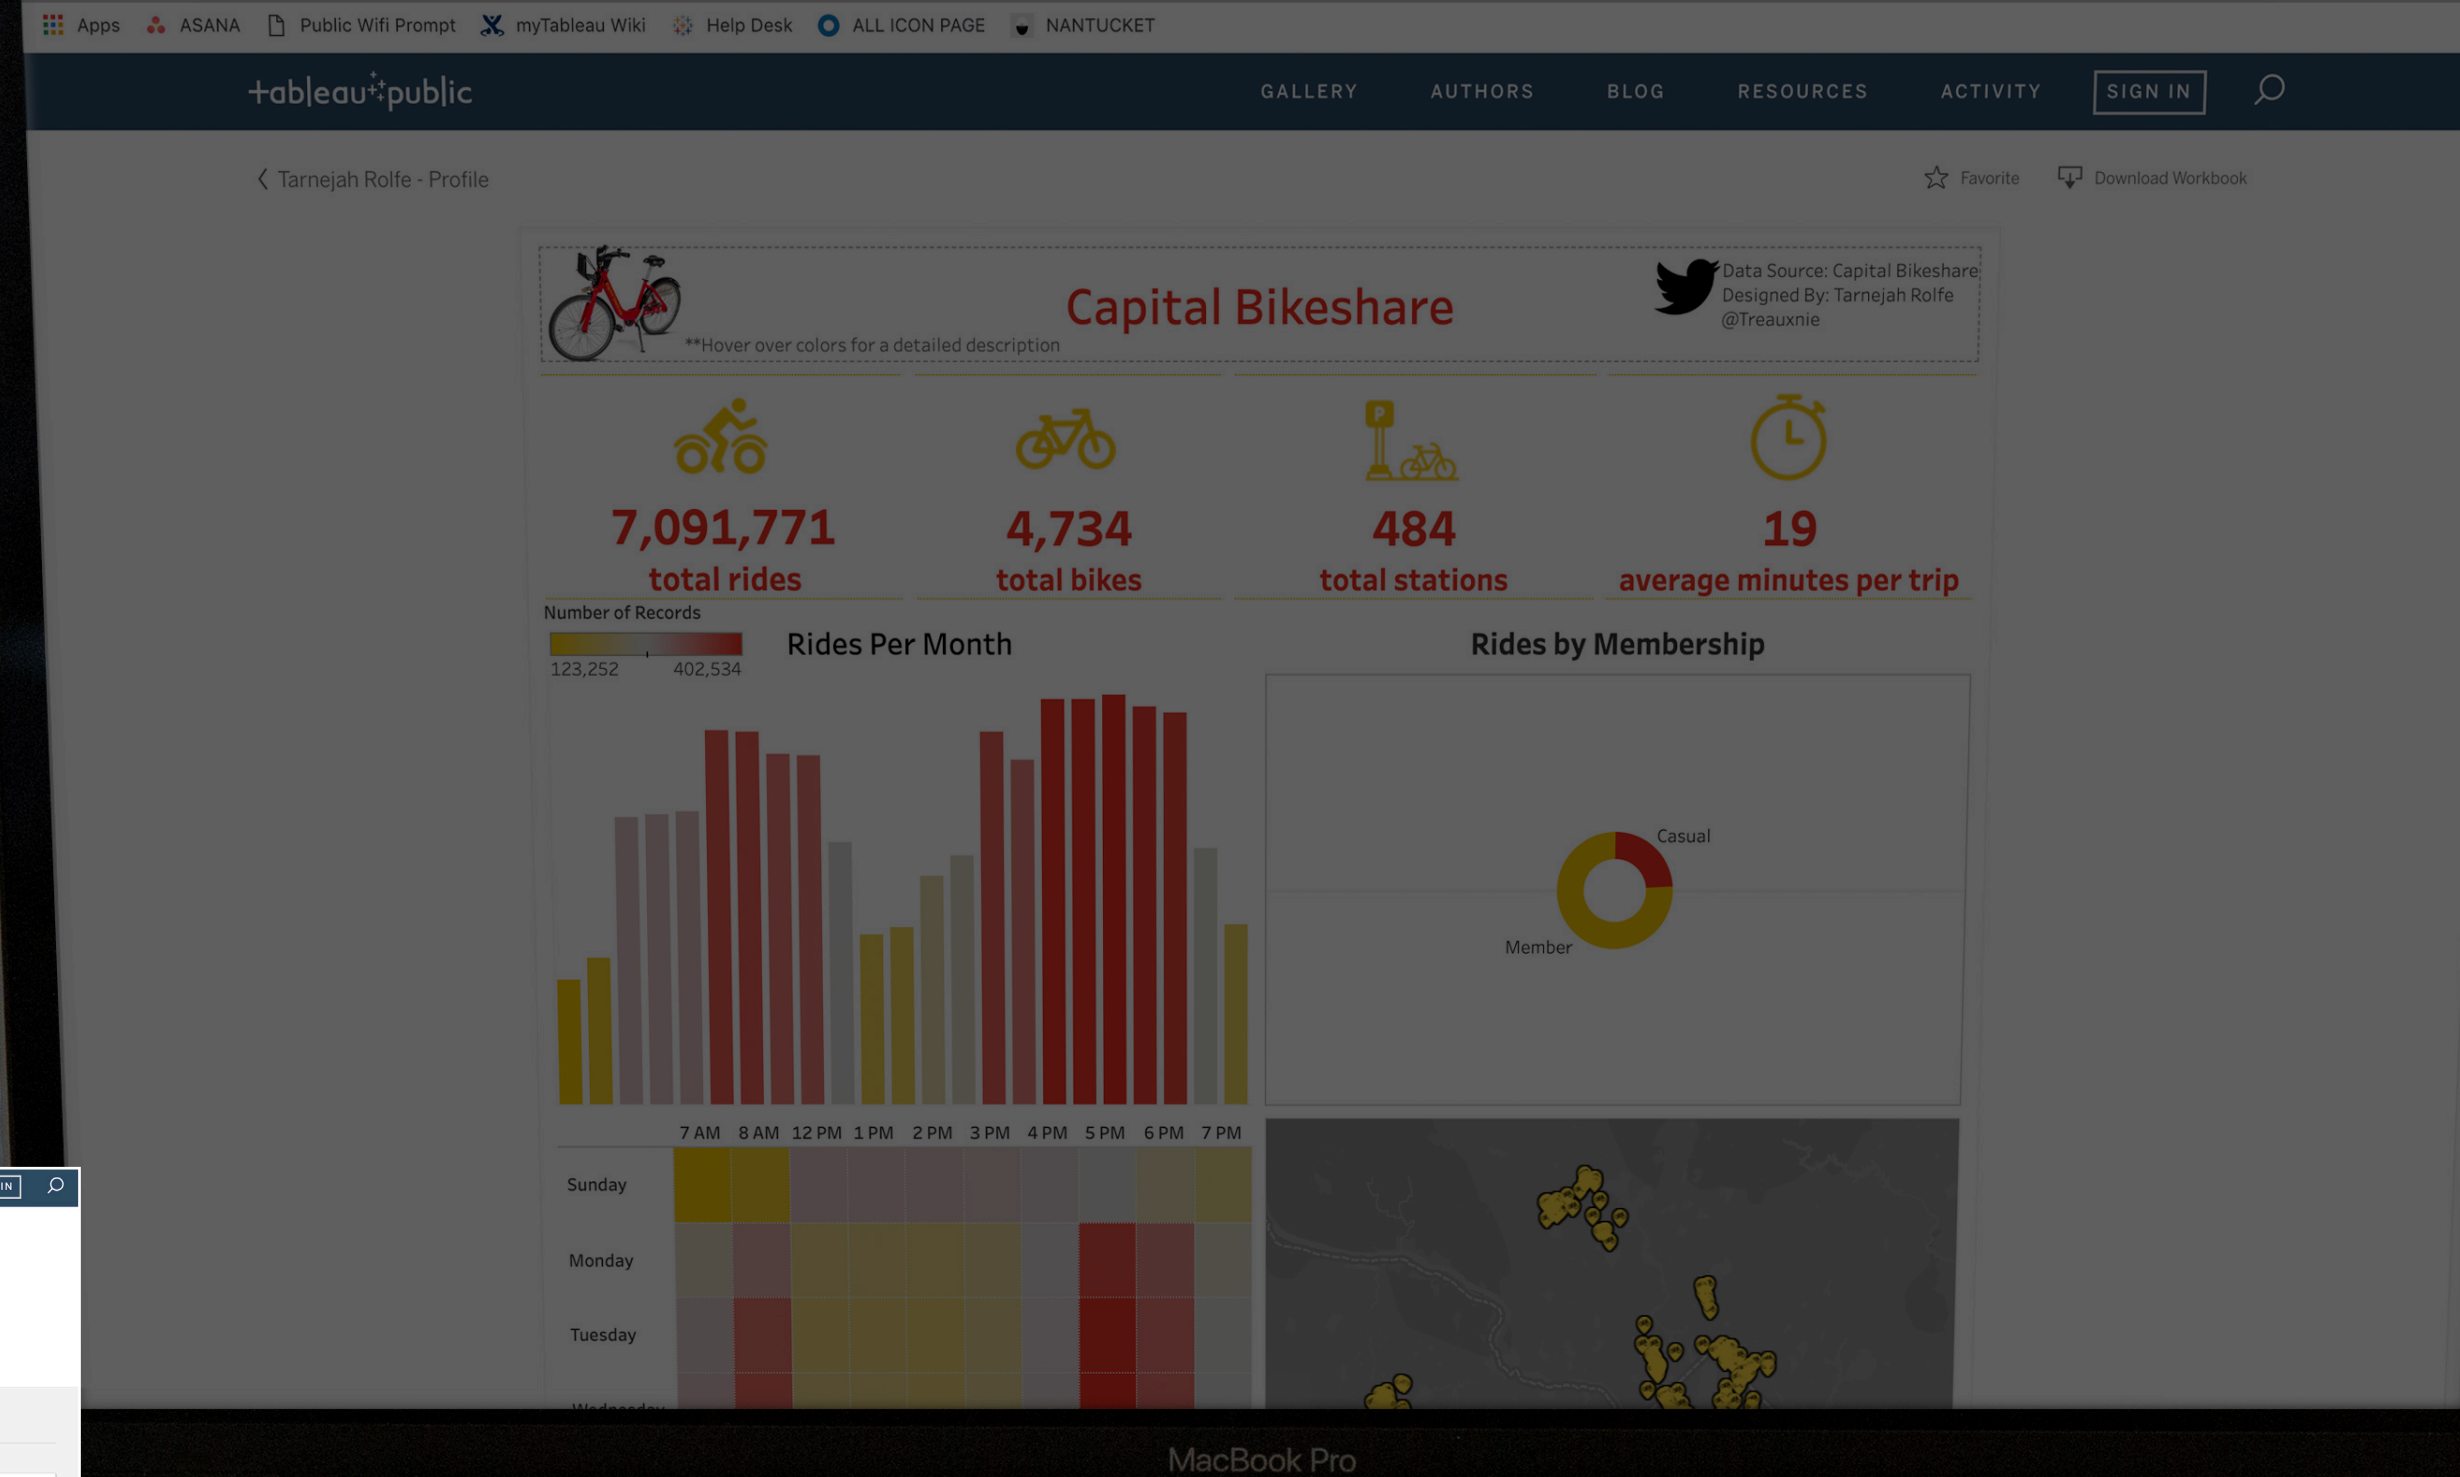 Apps ASANA Public Wifi Prompt myTableau Wiki Help Desk ALL ICON PAGE NANTUCKET
+ableau public GALLERY AUTHORS BLOG RESOURCES ACTIVITY SIGN IN
Tarnejah Rolfe - Profile
Favorite Download Workbook
Capital Bikeshare
**Hover over colors for a detailed description
Data Source: Capital Bikeshare
Designed By: Tarnejah Rolfe
@Treauxnie
P
7,091,771 4,734 484 19
total rides total bikes total stations average minutes per trip
Number of Records
123,252 402,534
Rides Per Month
Rides by Membership
Casual
Member
7 AM 8 AM 12 PM 1 PM 2 PM 3 PM 4 PM 5 PM 6 PM 7 PM
Sunday
Monday
Tuesday
Wednesday
IN
MacBook Pro